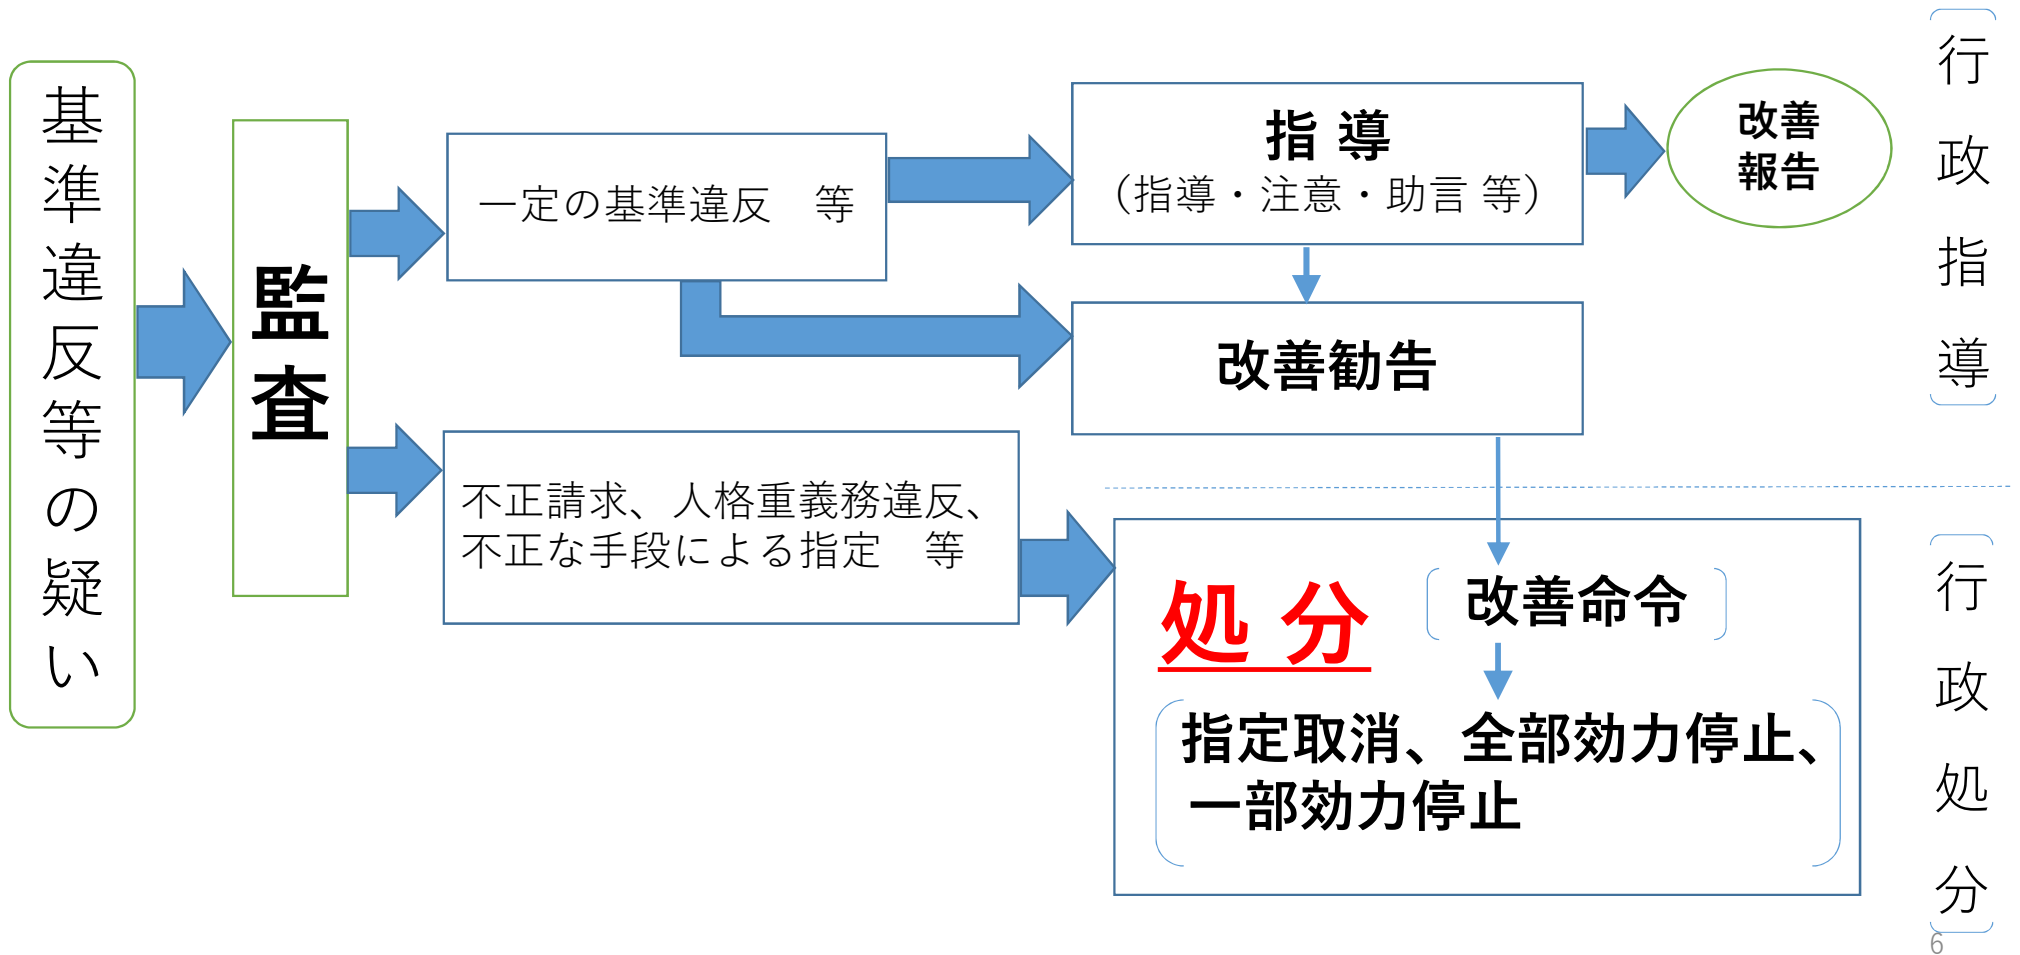 基準違反等の疑い
監査
一定の基準違反　等
不正請求、人格重義務違反、
不正な手段による指定　等
指 導
（指導・注意・助言 等）
改善
報告
改善勧告
処 分
改善命令
指定取消、全部効力停止、
一部効力停止
行政指導
行政処分
6